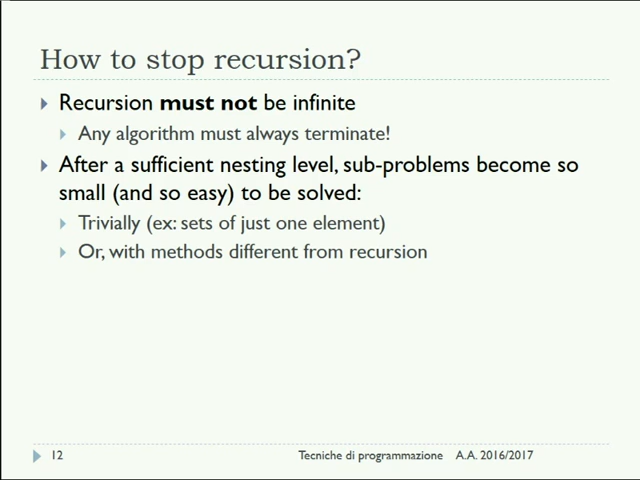 How to stop recursion?
Recursion must not be infinite
Any algorithm must always terminate!
After a sufficient nesting level, sub-problems become so
small (and so easy) to be solved:
Trivially (ex: sets of just one element)
Or, with methods different from recursion
12
Tecniche di programmazione A.A. 2016/2017